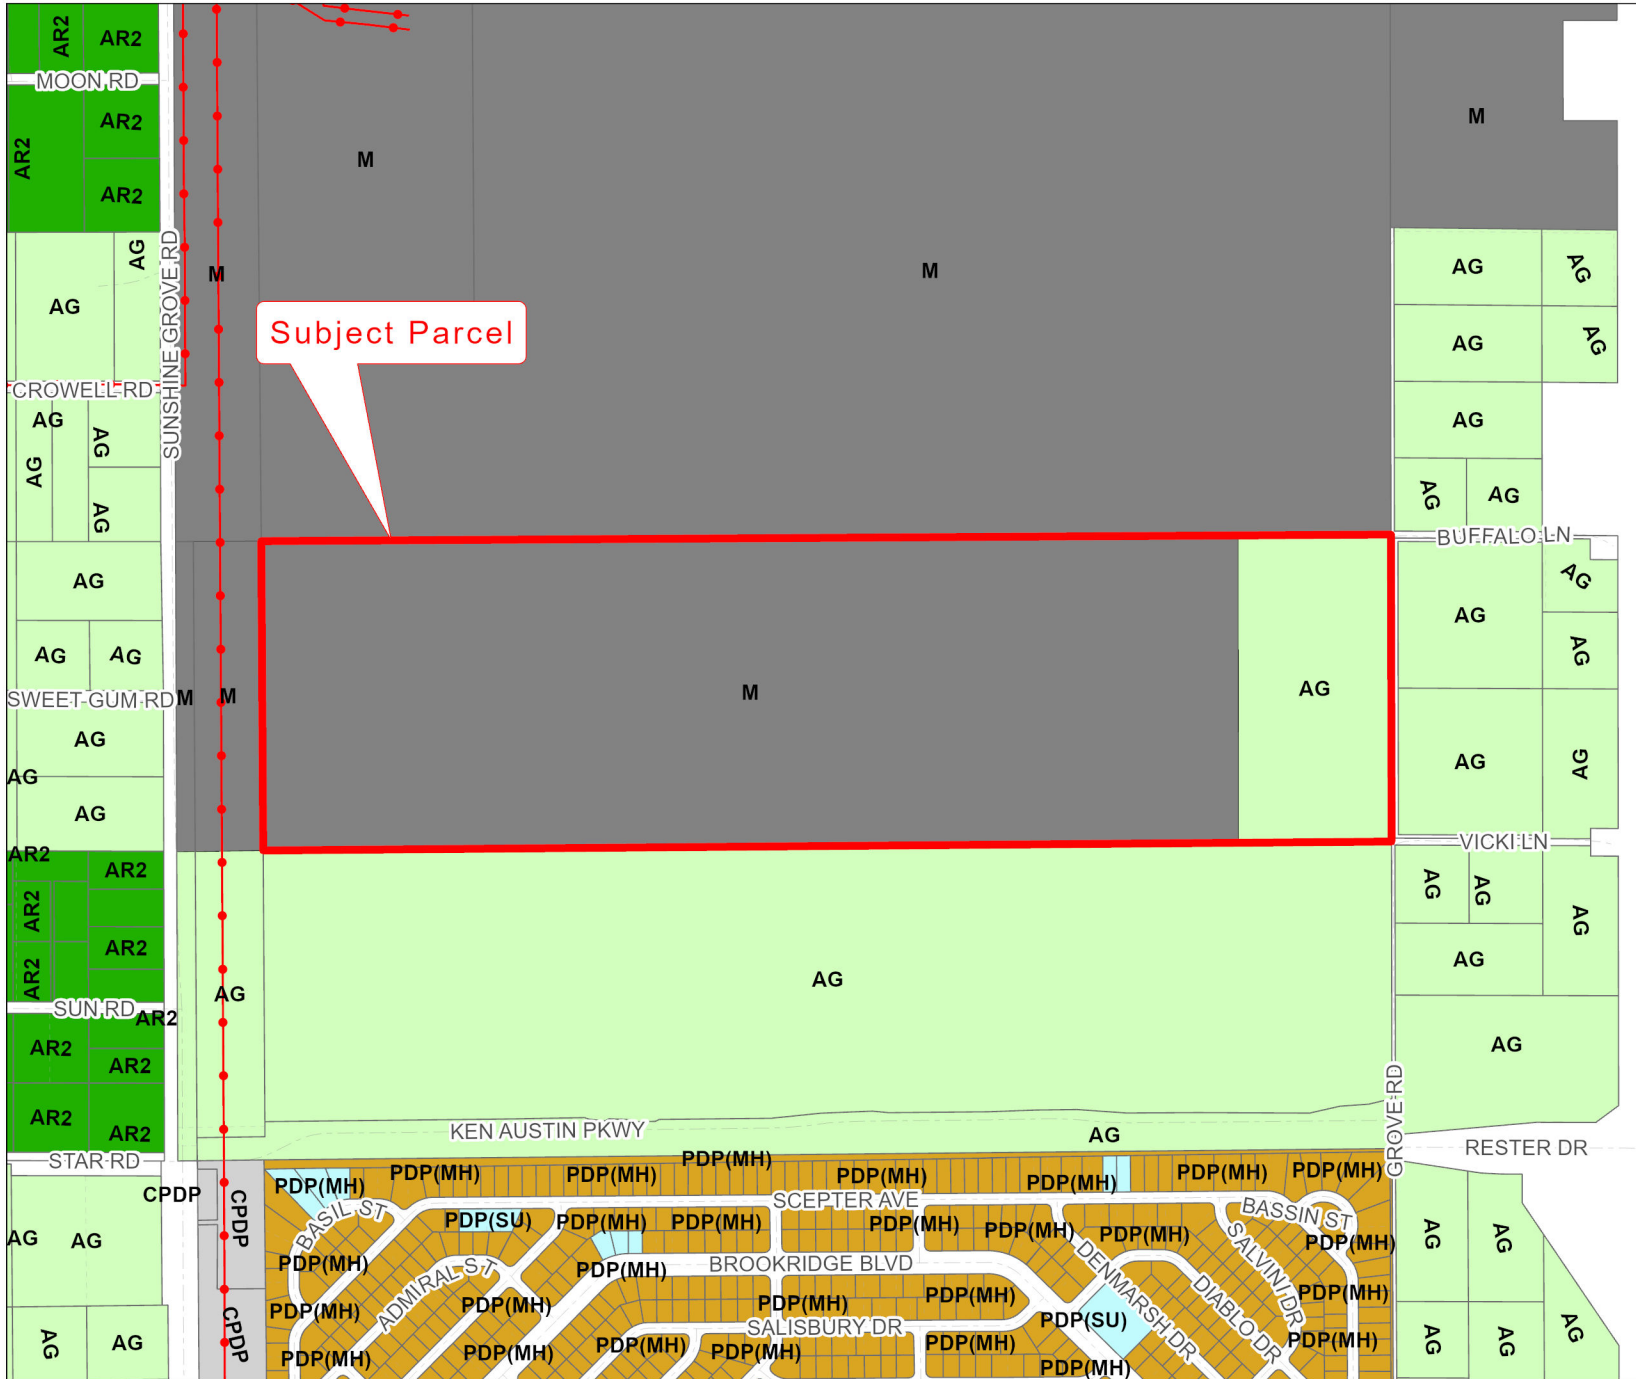 AR2
AR2
MOON RD
AR2
AR2
AR2
M
M
AG
AG
AG
M
M
AG
AG
SUNSHINE GROVE RD
AG
AG
Subject Parcel
CROWELL RD
AG
AG
AG
AG
AG
AG
AG
BUFFALO LN
AG
AG
AG
AG
AG
AG
SWEET GUM RD
M
M
M
AG
AG
AG
AG
AG
AG
AR2
VICKI LN
AR2
AR2
AG
AG
AG
AR2
AG
AR2
AG
AG
SUN RD
AR2
AR2
AR2
AG
AR2
AR2
KEN AUSTIN PKWY
AG
GROVE RD
RESTER DR
STAR RD
PDP(MH)
PDP(MH)
PDP(MH)
PDP(MH)
PDP(MH)
PDP(MH)
PDP(MH)
PDP(MH)
CPDP
CPDP
SCEPTER AVE
BASIL ST
PDP(SU)
PDP(MH)
PDP(MH)
PDP(MH)
PDP(MH)
PDP(MH)
BASSIN ST
AG
AG
AG
AG
PDP(MH)
PDP(MH)
ADMIRAL ST
PDP(MH)
BROOKRIDGE BLVD
DENMARSH DR
DIABLO DR
SALVINI DR
PDP(MH)
PDP(MH)
PDP(MH)
PDP(MH)
PDP(MH)
PDP(SU)
SALISBURY DR
CPDP
AG
AG
PDP(MH)
PDP(MH)
PDP(MH)
PDP(MH)
PDP(MH)
PDP(MH)
PDP(MH)
AG
AG
AG